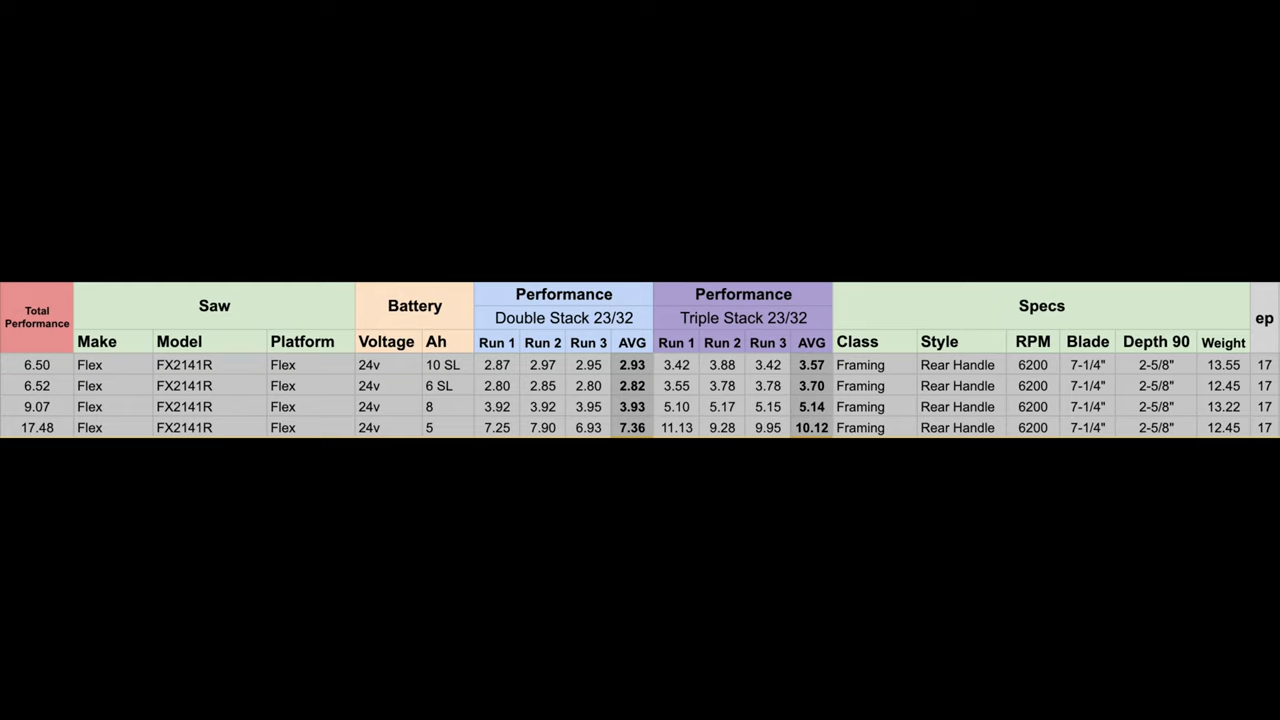 Total Performance Saw Battery Performance Performance Specs ep
Double Stack 23/32 Triple Stack 23/32
Make Model Platform Voltage Ah Run 1 Run 2 Run 3 AVG Run 1 Run 2 Run 3 AVG Class Style RPM Blade Depth 90 Weight
6.50 Flex FX2141R Flex 24v 10 SL 2.87 2.97 2.95 2.93 3.42 3.88 3.42 3.57 Framing Rear Handle 6200 7-1/4" 2-5/8" 13.55 17
6.52 Flex FX2141R Flex 24v 6 SL 2.80 2.85 2.80 2.82 3.55 3.78 3.78 3.70 Framing Rear Handle 6200 7-1/4" 2-5/8" 12.45 17
9.07 Flex FX2141R Flex 24v 8 3.92 3.92 3.95 3.93 5.10 5.17 5.15 5.14 Framing Rear Handle 6200 7-1/4" 2-5/8" 13.22 17
17.48 Flex FX2141R Flex 24v 5 7.25 7.90 6.93 7.36 11.13 9.28 9.95 10.12 Framing Rear Handle 6200 7-1/4" 2-5/8" 12.45 17